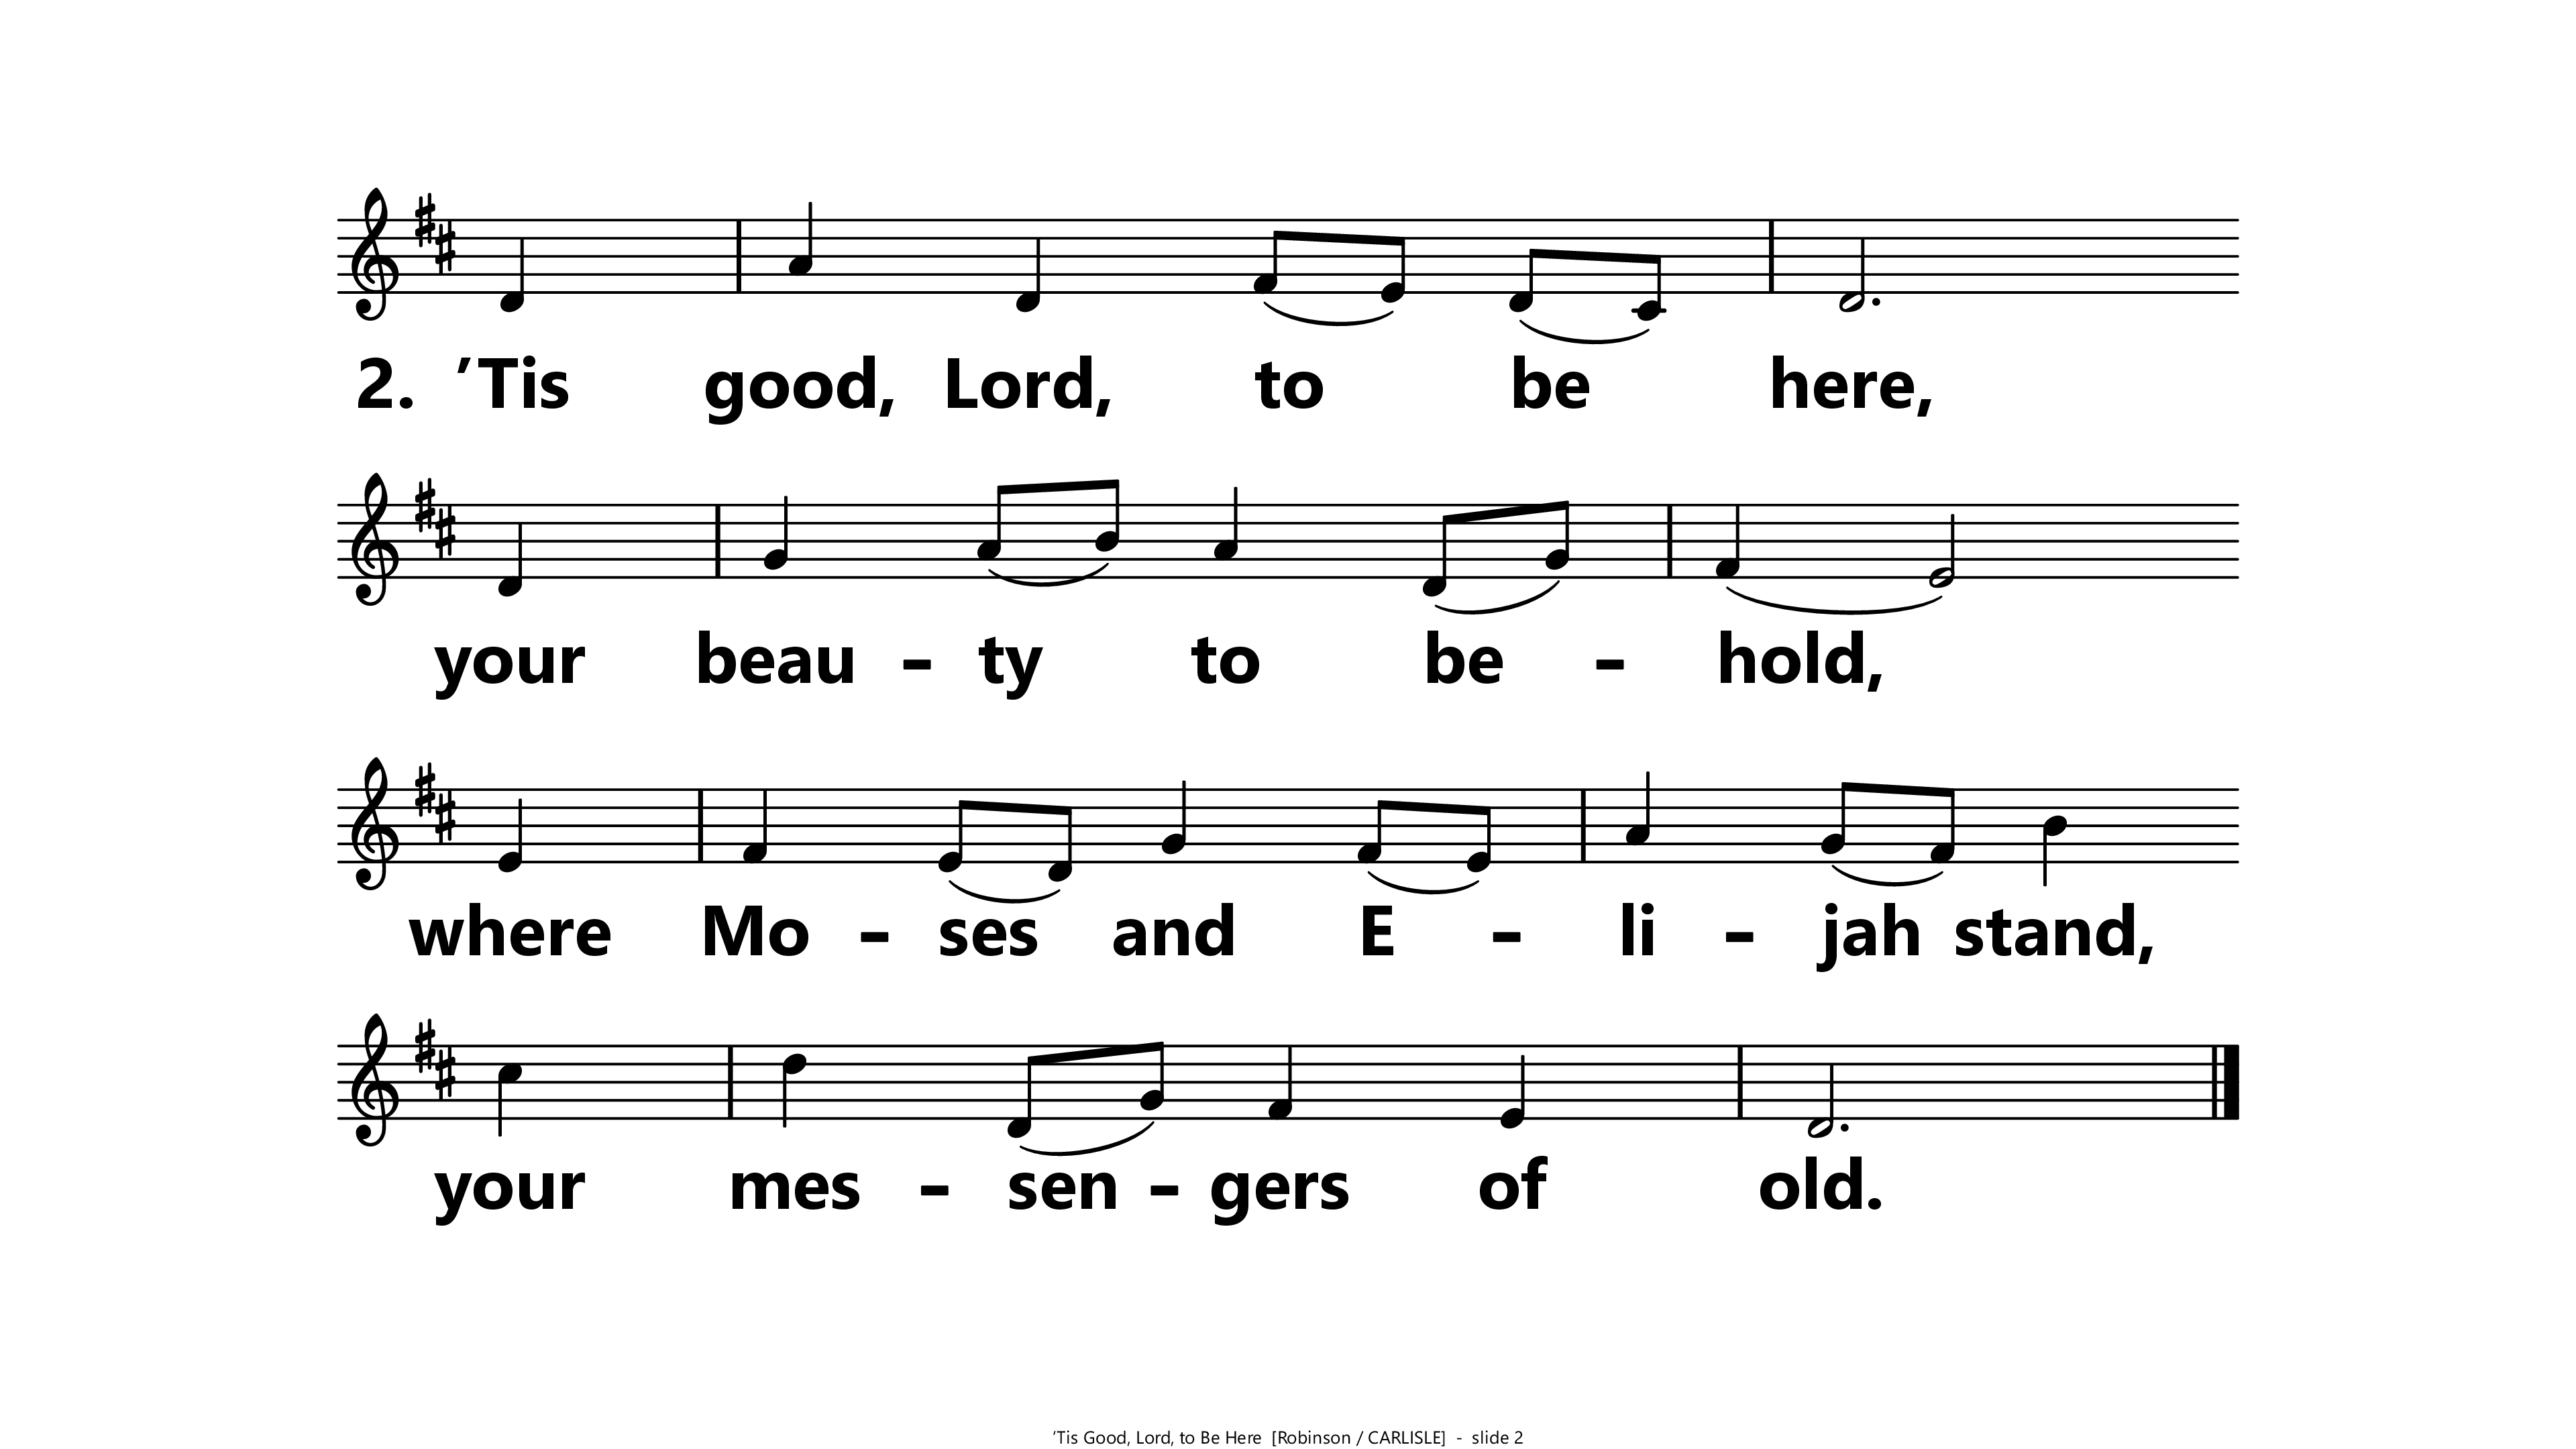 2. ’Tis good, Lord, to be here,
your beau - ty to be - hold,
where Mo - ses and E - li - jah stand,
your mes - sen - gers of old.
’Tis Good, Lord, to Be Here [Robinson / CARLISLE] - slide 2